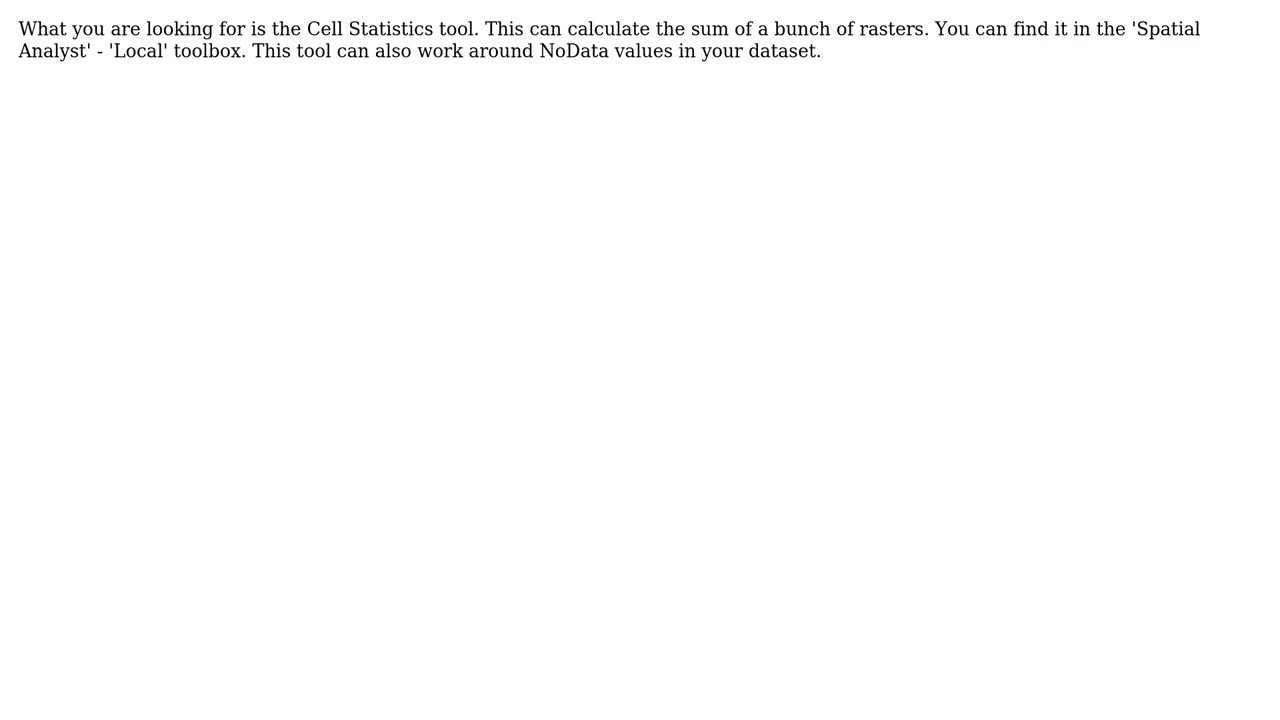 What you are looking for is the Cell Statistics tool. This can calculate the sum of a bunch of rasters. You can find it in the 'Spatial
Analyst' - 'Local' toolbox. This tool can also work around NoData values in your dataset.